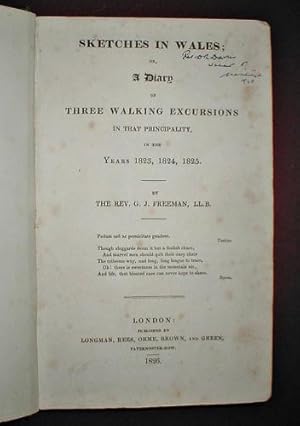 SKETCHES IN WALES;
OR,
A Diary
OF
THREE WALKING EXCURSIONS
IN THAT PRINCIPALITY,
IN THE
YEARS 1823, 1824, 1825.
BY
THE REV. G. J. FREEMAN, LL.B.
Though sluggards deem it but a foolish chase,
And marvel men should quit their easy chair
The toilsome way, and long, long league to trace,
Oh! there is sweetness in the mountain air,
And life, that bloated ease can never hope to share.
Byron.
LONDON:
PUBLISHED BY
LONGMAN, REES, ORME, BROWN, AND GREEN,
PATERNOSTER-ROW.
1826.